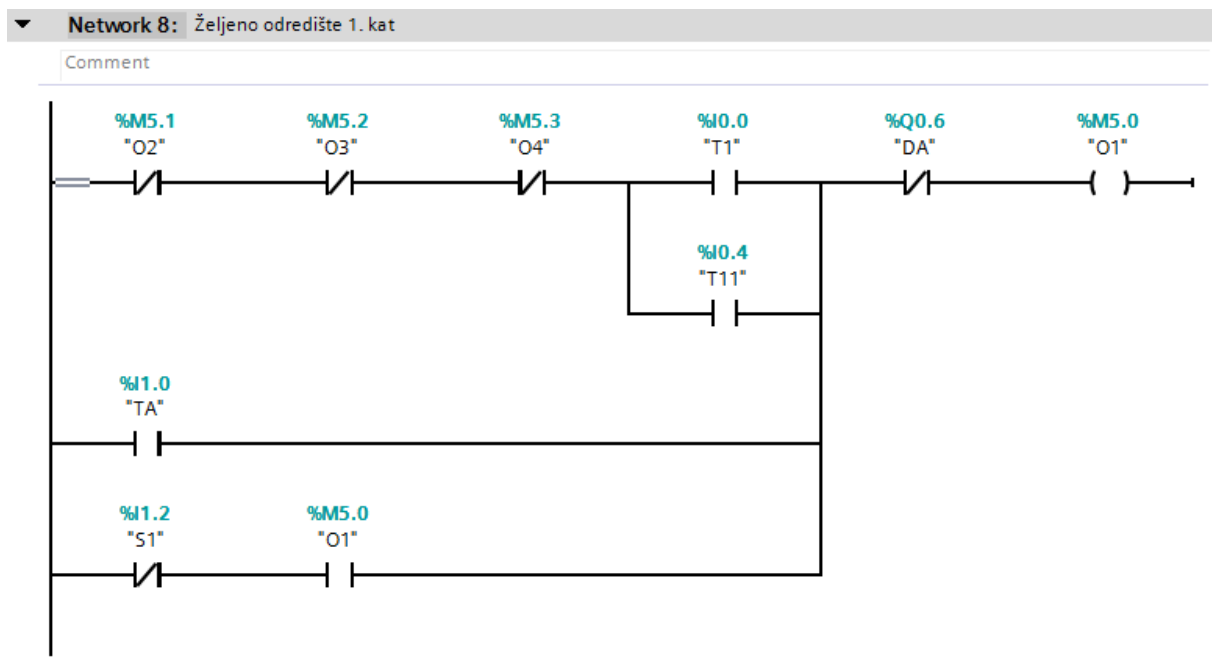 Network 8: Željeno odredište 1. kat
Comment
%M5.1 %M5.2 %M5.3 %I0.0 %Q0.6 %M5.0
"O2" "O3" "O4" "T1" "DA" "O1"
%I0.4
"T11"
%I1.0
"TA"
%I1.2 %M5.0
"S1" "O1"